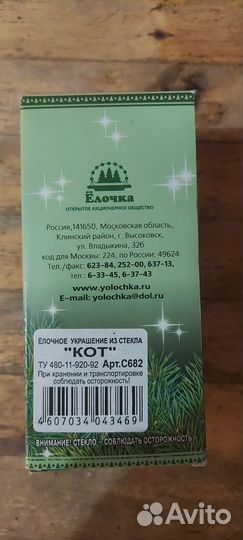 Ёлочка
ОТКРЫТОЕ АКЦИОНЕРНОЕ ОБЩЕСТВО
Россия,141650, Московская область,
Клинский район, г. Высоковск,
ул. Владыкина, 32б
код для Москвы: 224, по России: 49624
Тел./факс: 623-84, 252-00, 637-13,
тел.: 6-33-45, 6-37-43
www.yolochka.ru
E-mail: yolochka@dol.ru
ЁЛОЧНОЕ УКРАШЕНИЕ ИЗ СТЕКЛА
"КОТ"
ТУ 480-11-920-92 Арт.С682
При хранении и транспортировке
соблюдать осторожность!
4607034043469
ВНИМАНИЕ: СТЕКЛО – СОБЛЮДАТЬ ОСТОРОЖНОСТЬ
Avito